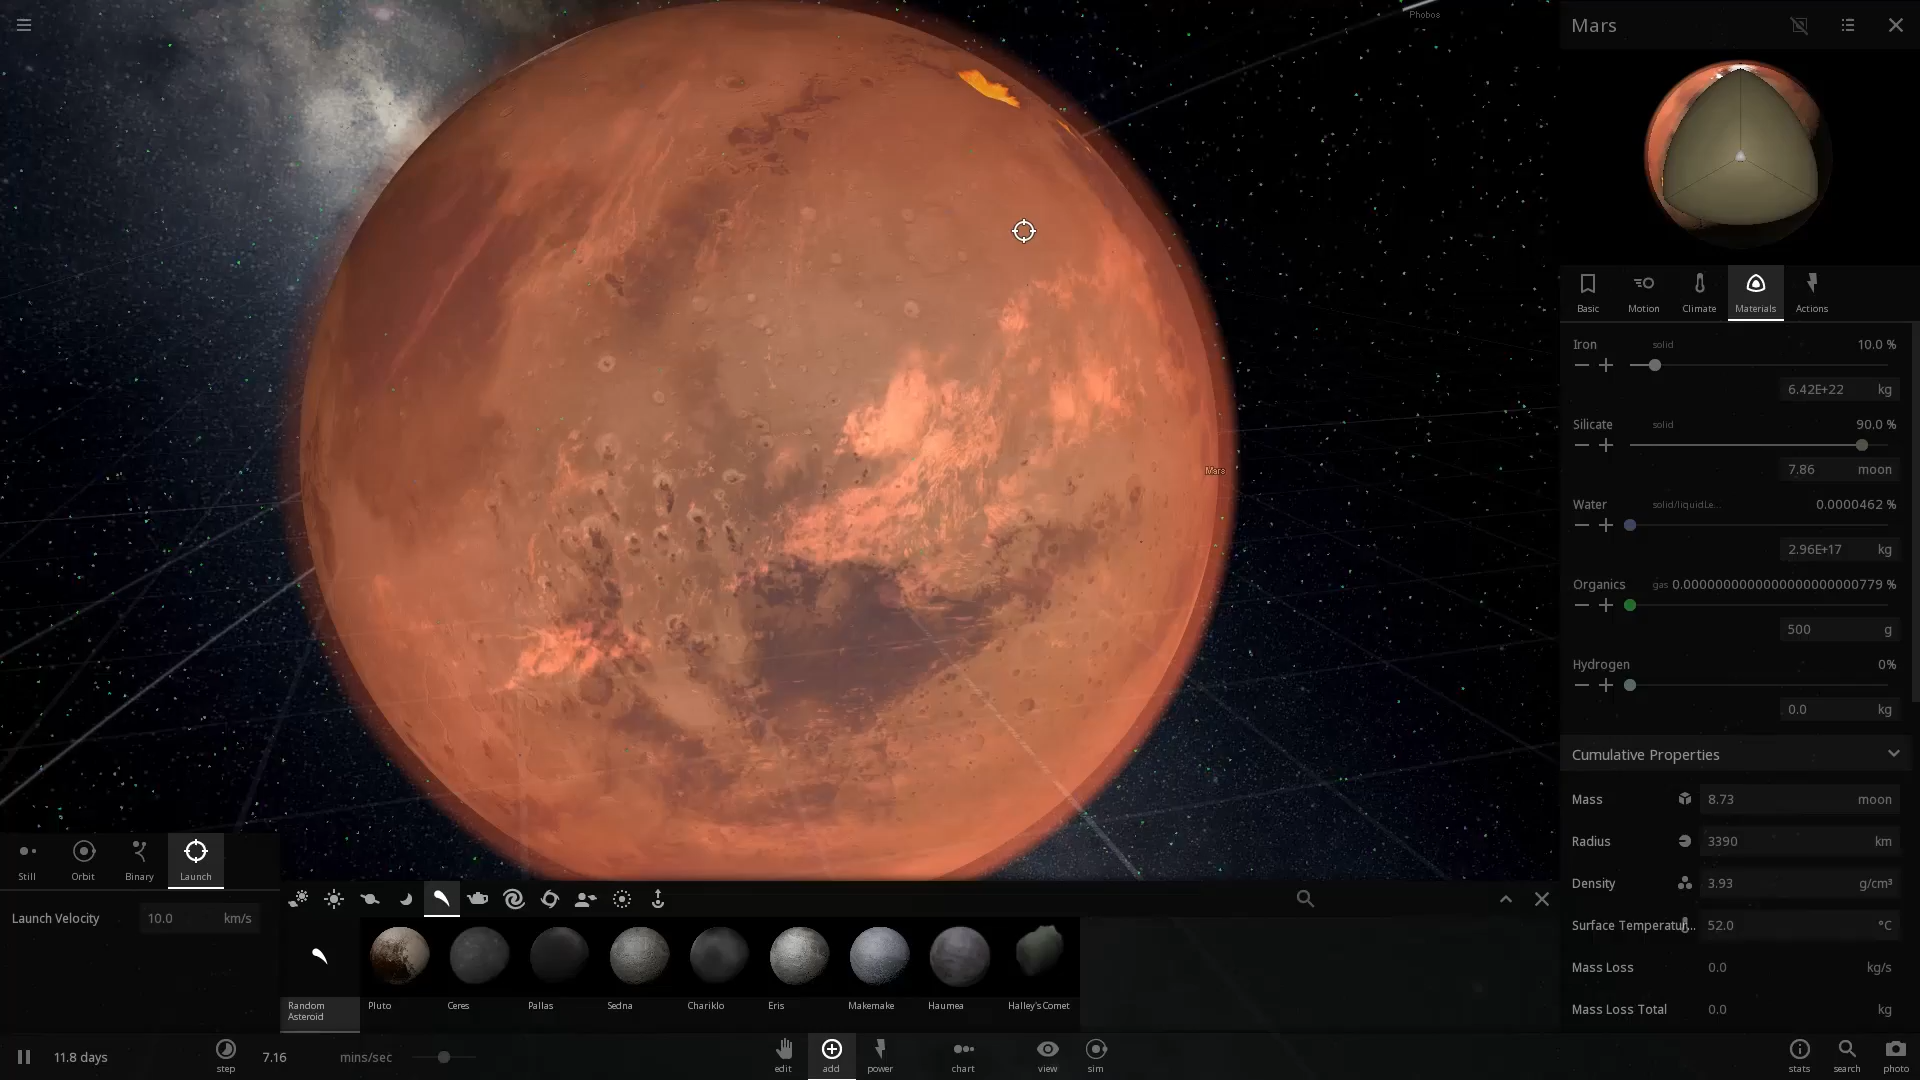 Phobos
Mars
Mars
Basic
Motion
Climate
Materials
Actions
Iron solid 10.0 %
6.42E+22 kg
Silicate solid 90.0 %
7.86 moon
Water solid/liquidLe... 0.0000462 %
2.96E+17 kg
Organics gas
500 g
Hydrogen 0%
0.0 kg
Cumulative Properties
Mass 8.73 moon
Radius 3390 km
Density 3.93 g/cm³
Surface Temperatur... 52.0 °C
Mass Loss 0.0 kg/s
Mass Loss Total 0.0 kg
Still
Orbit
Binary
Launch
Launch Velocity 10.0 km/s
Random
Asteroid
Pluto
Ceres
Pallas
Sedna
Chariklo
Eris
Makemake
Haumea
Halley's Comet
11.8 days
step
7.16 mins/sec
edit
add
power
chart
view
sim
stats
search
photo